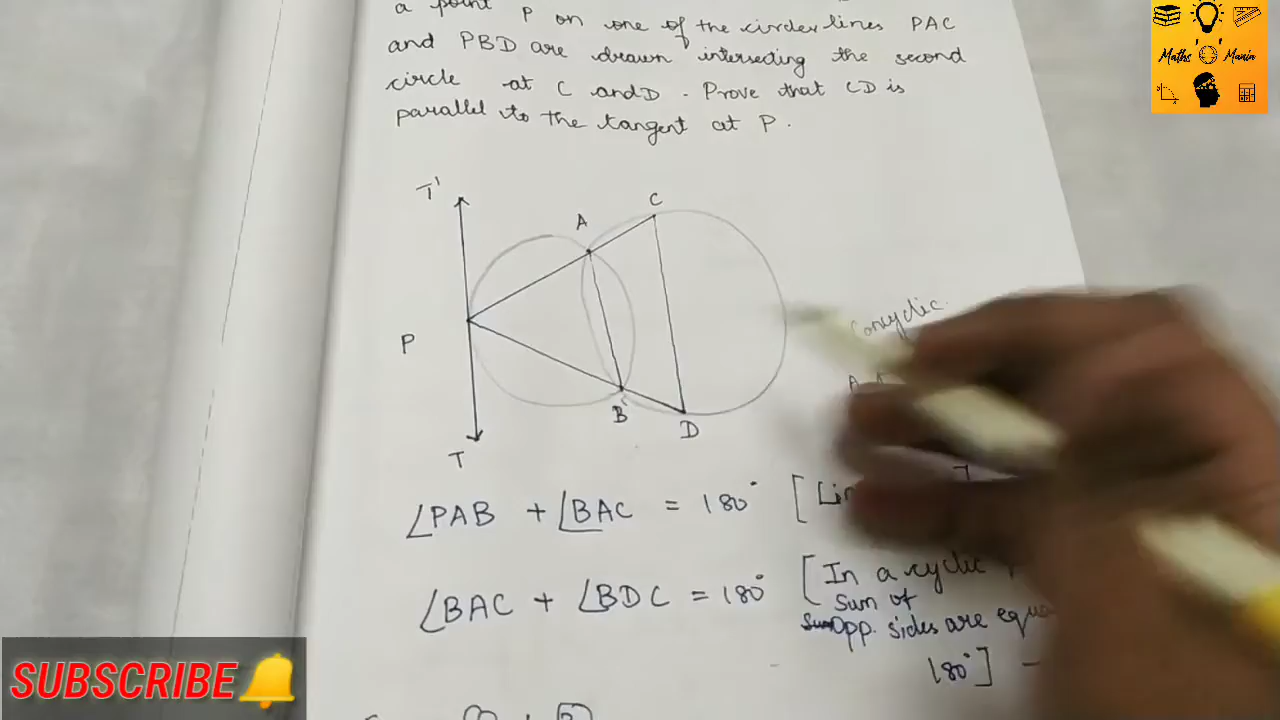 a point P on one of the circles lines PAC
and PBD are drawn intersecting the second
circle at C and D. Prove that CD is
parallel to the tangent at P.
Maths Mania
T'
A
C
P
Concyclic.
B
D
T
∠PAB + ∠BAC = 180° [Lin
∠BAC + ∠BDC = 180° [In a cyclic
Sum of
Opp. sides are equa
180°] -
SUBSCRIBE